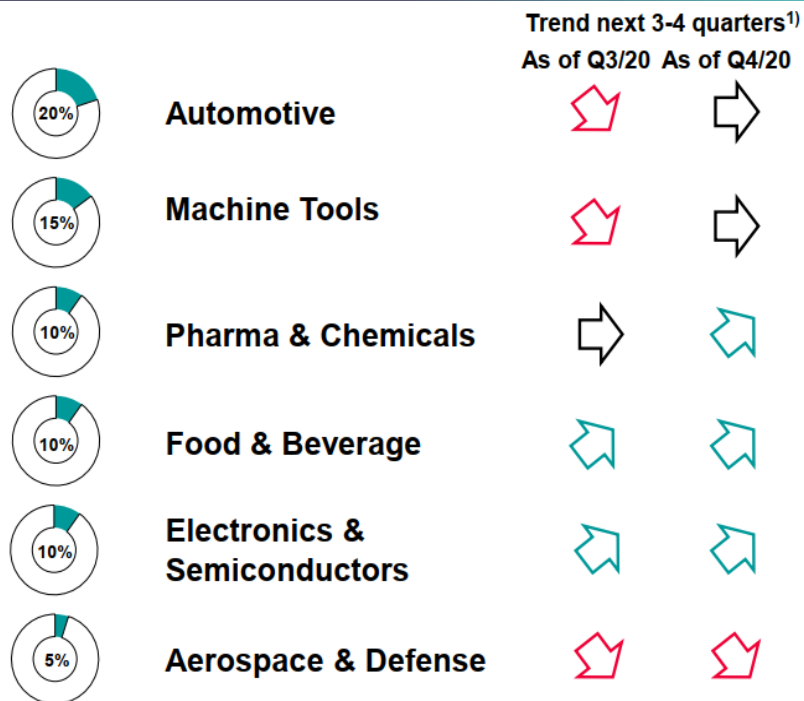 Trend next 3-4 quarters1)
As of Q3/20 As of Q4/20
20% Automotive
15% Machine Tools
10% Pharma & Chemicals
10% Food & Beverage
10% Electronics &
Semiconductors
5% Aerospace & Defense